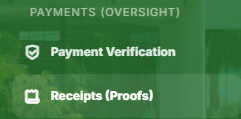 PAYMENTS (OVERSIGHT)
Payment Verification
Receipts (Proofs)